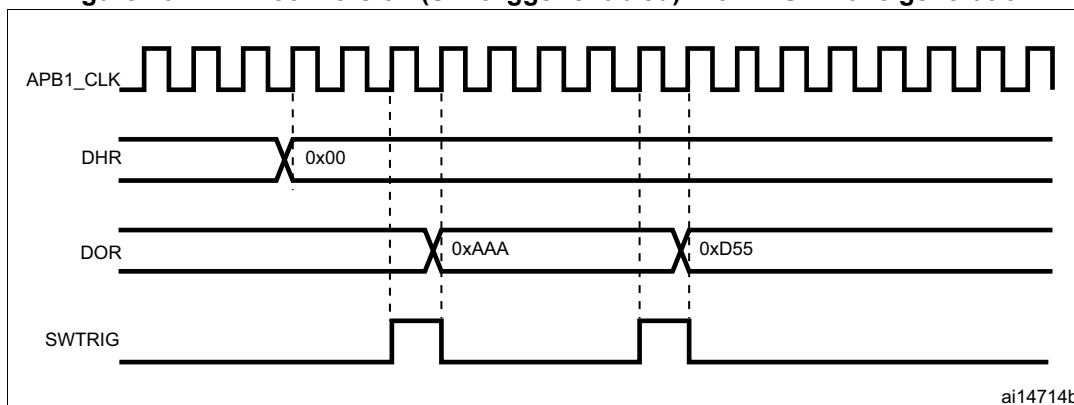 APB1_CLK
DHR
0x00
DOR
0xAAA
0xD55
SWTRIG
ai14714b